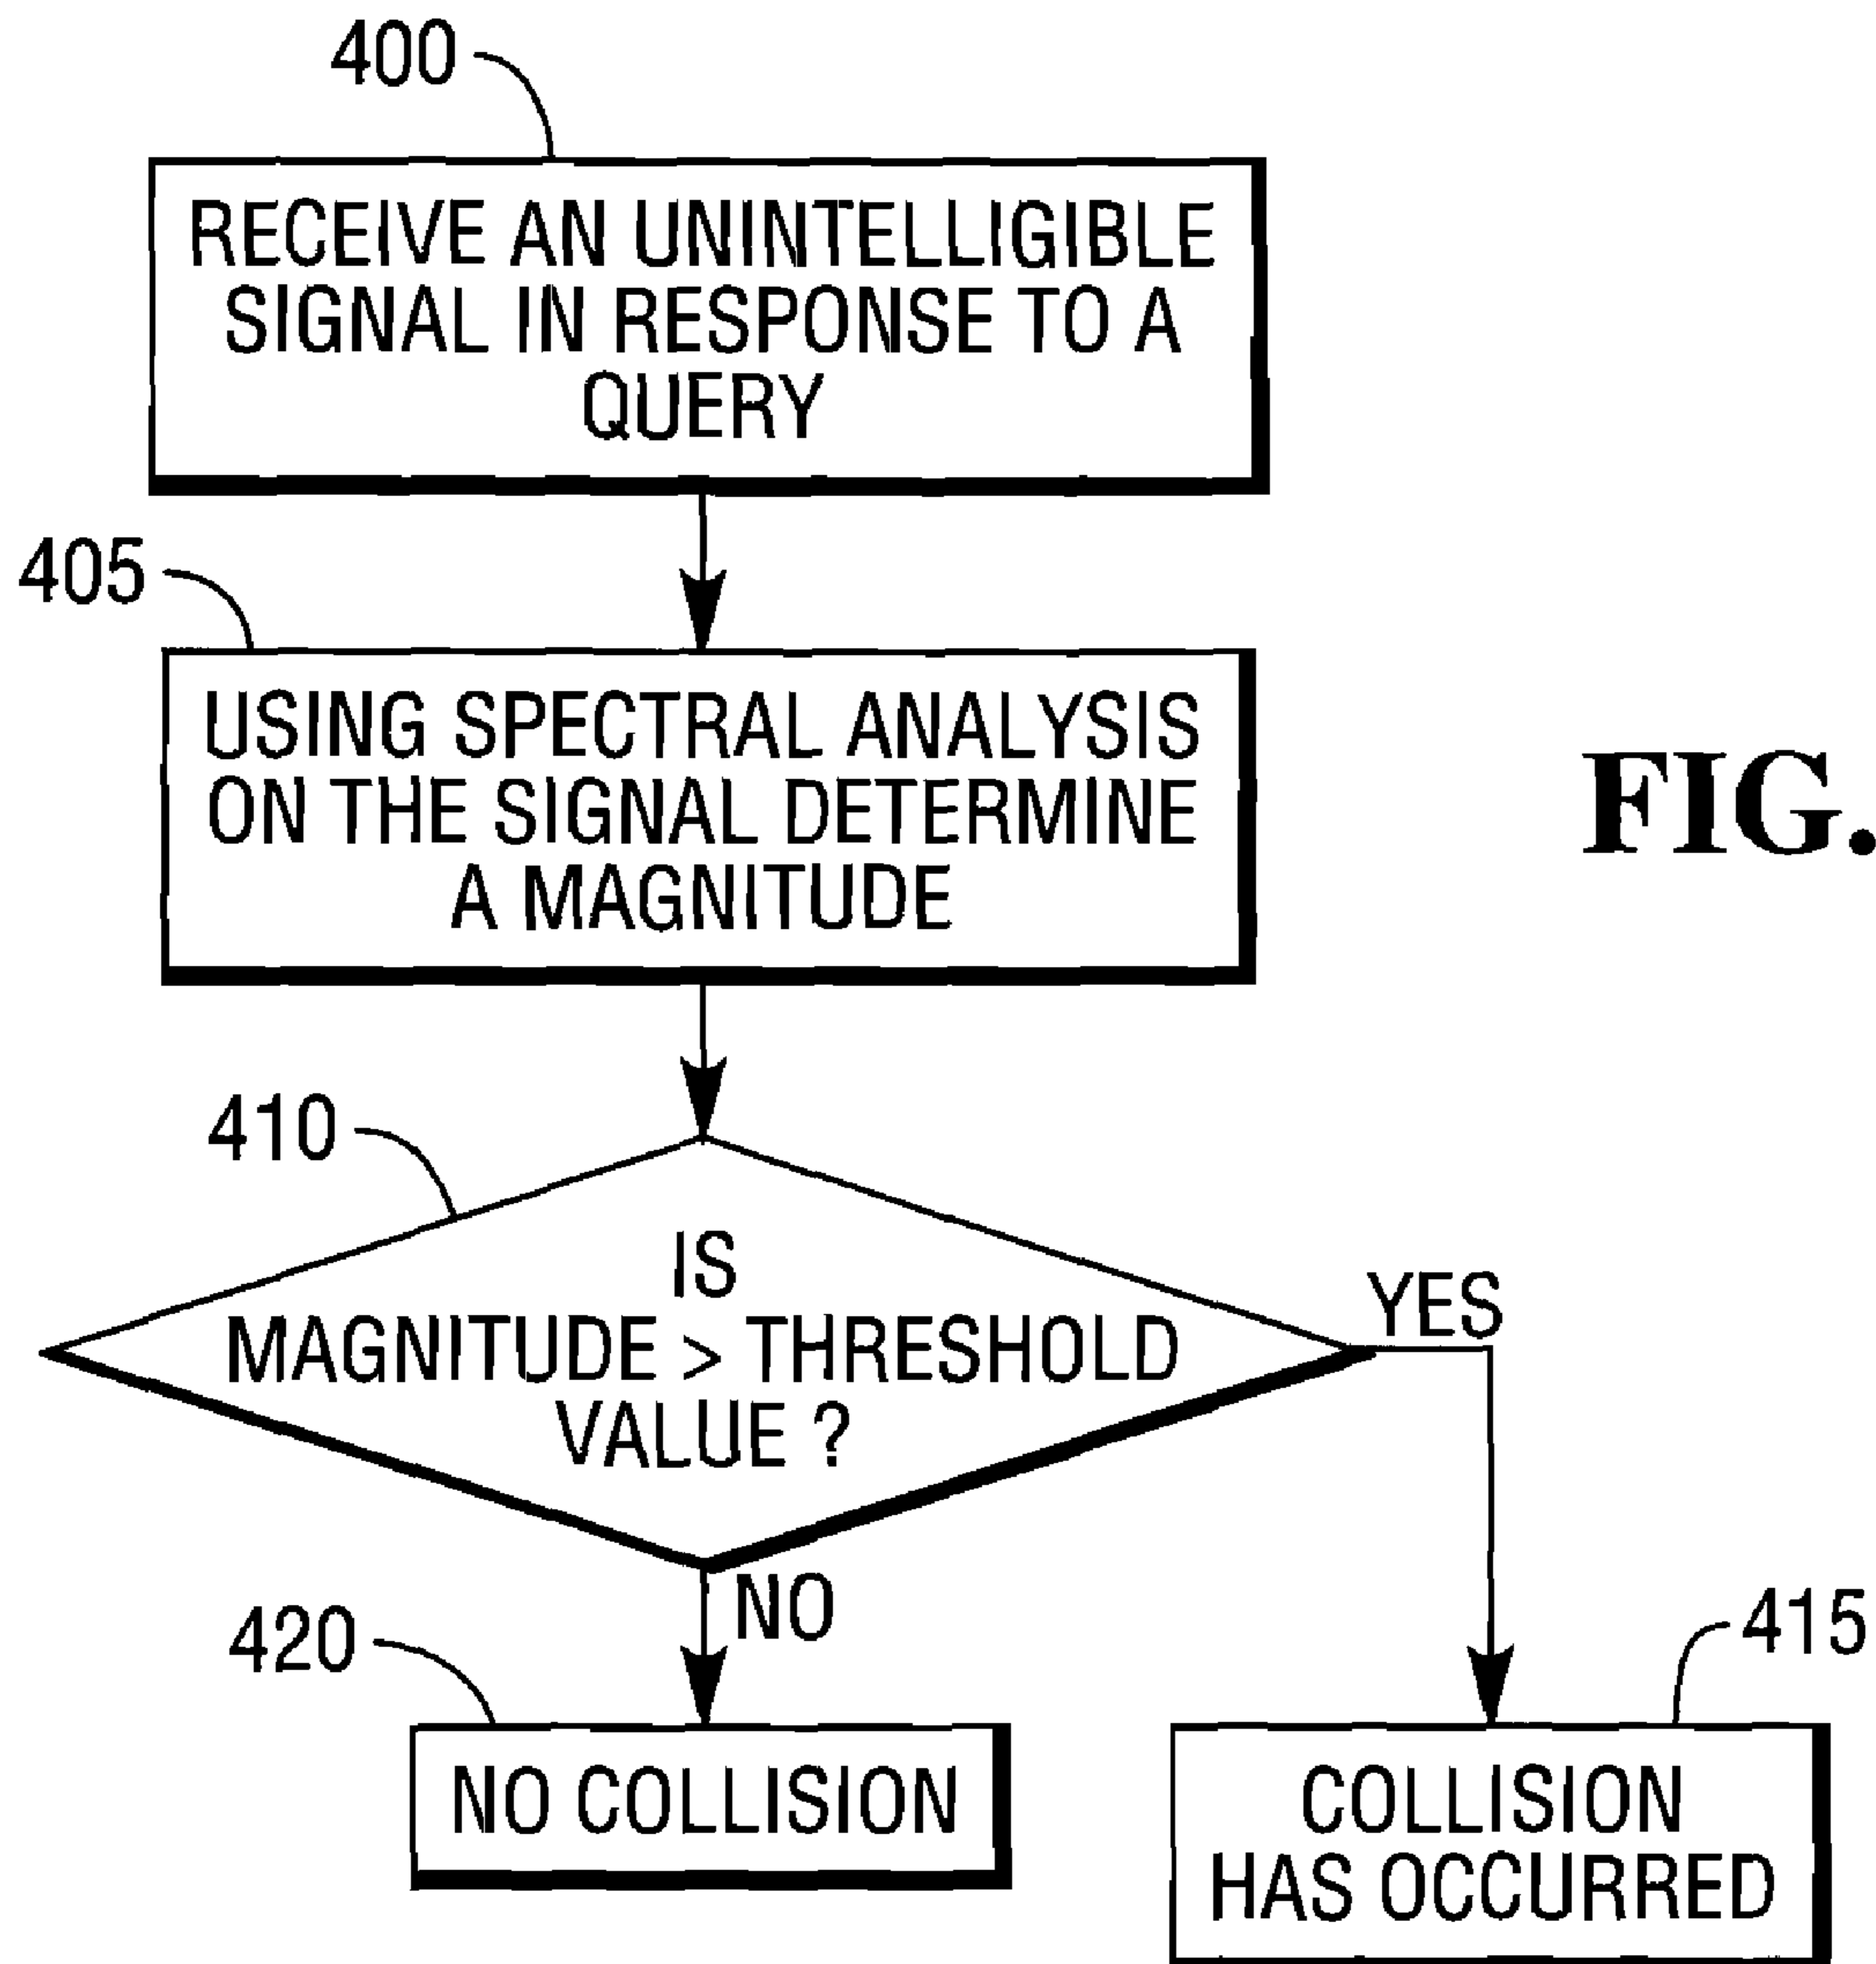 400
RECEIVE AN UNINTELLIGIBLE
SIGNAL IN RESPONSE TO A
QUERY
405
USING SPECTRAL ANALYSIS
ON THE SIGNAL DETERMINE
A MAGNITUDE
FIG.
410
IS
MAGNITUDE > THRESHOLD
VALUE ?
YES
NO
420
415
NO COLLISION
COLLISION
HAS OCCURRED